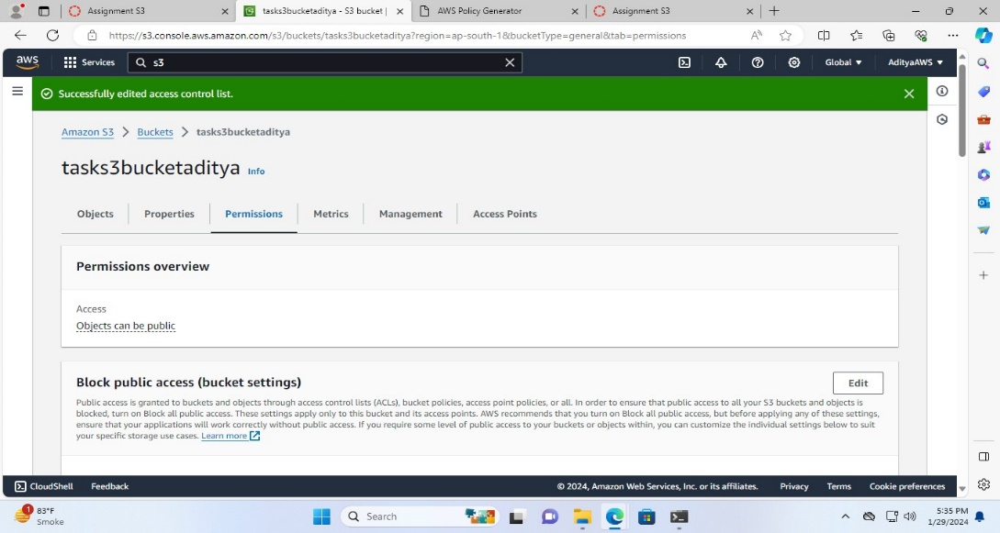 Assignment S3
tasks3bucketaditya - S3 bucket |
AWS Policy Generator
Assignment S3
https://s3.console.aws.amazon.com/s3/buckets/tasks3bucketaditya?region=ap-south-1&bucketType=general&tab=permissions
aws
Services
s3
Global
AdityaAWS
Successfully edited access control list.
Amazon S3 > Buckets > tasks3bucketaditya
tasks3bucketaditya Info
Objects
Properties
Permissions
Metrics
Management
Access Points
Permissions overview
Access
Objects can be public
Block public access (bucket settings)
Edit
Public access is granted to buckets and objects through access control lists (ACLs), bucket policies, access point policies, or all. In order to ensure that public access to all your S3 buckets and objects is
blocked, turn on Block all public access. These settings apply only to this bucket and its access points. AWS recommends that you turn on Block all public access, but before applying any of these settings,
ensure that your applications will work correctly without public access. If you require some level of public access to your buckets or objects within, you can customize the individual settings below to suit
your specific storage use cases. Learn more
CloudShell
Feedback
© 2024, Amazon Web Services, Inc. or its affiliates.
Privacy
Terms
Cookie preferences
1
83°F
Smoke
Search
5:35 PM
1/29/2024